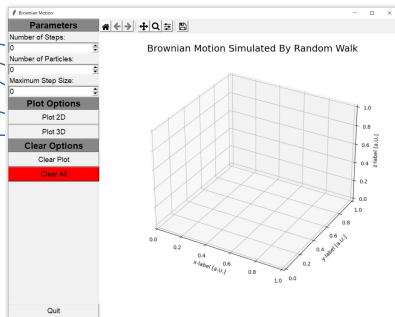 Brownian Motion
Parameters
Number of Steps:
0
Number of Particles:
0
Maximum Step Size:
0
Plot Options
Plot 2D
Plot 3D
Clear Options
Clear Plot
Clear All
Quit
Brownian Motion Simulated By Random Walk
1.0
0.8
0.6
0.4
0.2
0.0
z-label [a.U.]
1.0
0.8
0.6
0.4
0.2
0.0
y-label [a.U.]
0.0
0.2
0.4
0.6
0.8
1.0
x-label [a.U.]